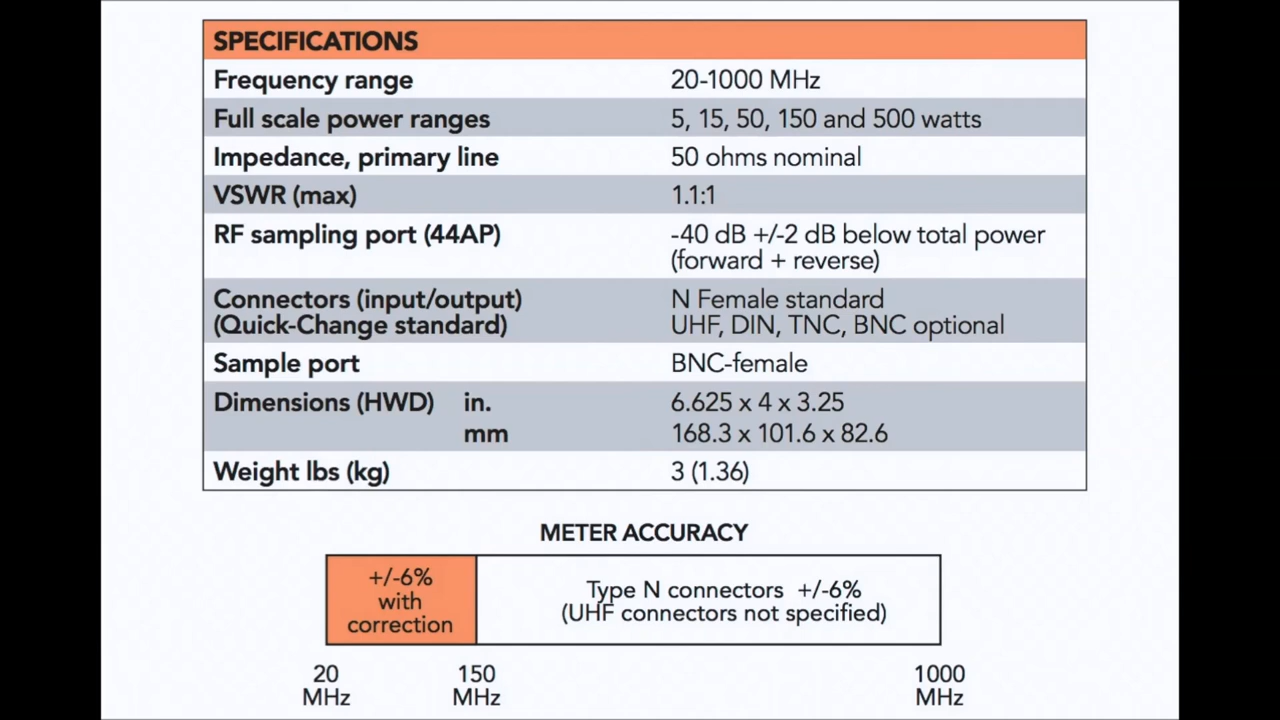 SPECIFICATIONS
Frequency range 20-1000 MHz
Full scale power ranges 5, 15, 50, 150 and 500 watts
Impedance, primary line 50 ohms nominal
VSWR (max) 1.1:1
RF sampling port (44AP) -40 dB +/-2 dB below total power
(forward + reverse)
Connectors (input/output) N Female standard
(Quick-Change standard) UHF, DIN, TNC, BNC optional
Sample port BNC-female
Dimensions (HWD) in. 6.625 x 4 x 3.25
mm 168.3 x 101.6 x 82.6
Weight lbs (kg) 3 (1.36)
METER ACCURACY
+/-6%
with
correction
Type N connectors +/-6%
(UHF connectors not specified)
20 150 1000
MHz MHz MHz